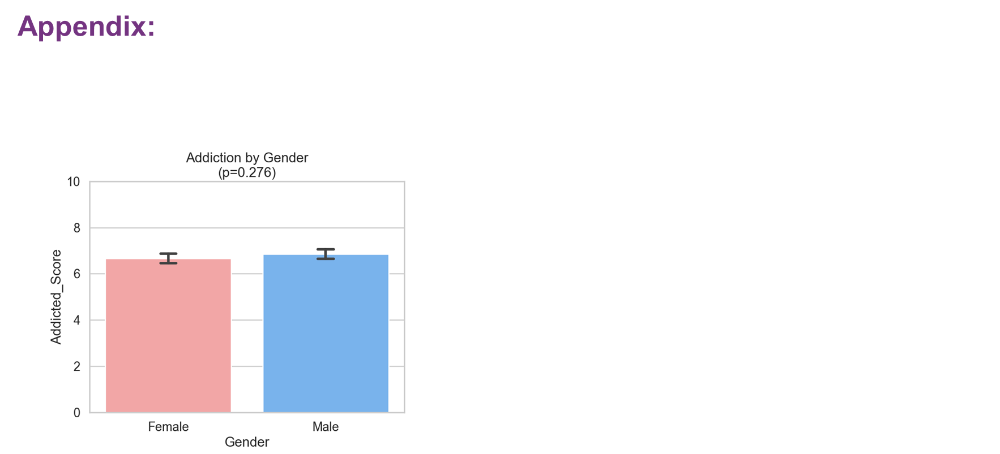 Appendix:
Addiction by Gender
(p=0.276)
10
8
6
4
2
0
Addicted_Score
Female
Male
Gender